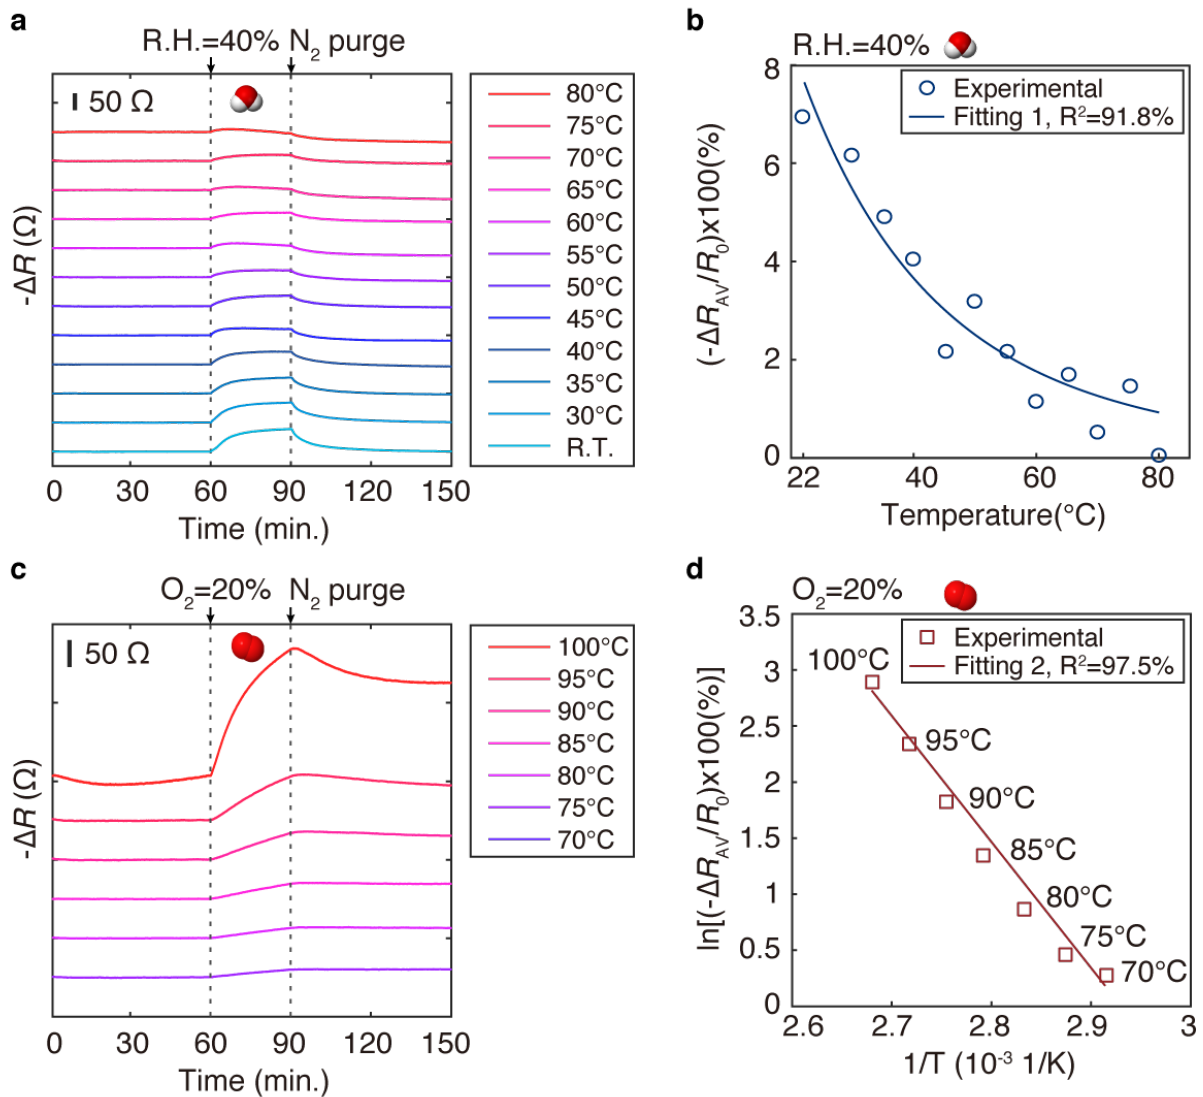 a
R.H.=40% N2 purge
50 Ω
-ΔR (Ω)
80°C
75°C
70°C
65°C
60°C
55°C
50°C
45°C
40°C
35°C
30°C
R.T.
0 30 60 90 120 150
Time (min.)
b
R.H.=40%
Experimental
Fitting 1, R²=91.8%
(-ΔRAV/R0)x100(%)
8
6
4
2
0
22 40 60 80
Temperature(°C)
c
O2=20% N2 purge
50 Ω
-ΔR (Ω)
100°C
95°C
90°C
85°C
80°C
75°C
70°C
0 30 60 90 120 150
Time (min.)
d
O2=20%
Experimental
Fitting 2, R²=97.5%
ln[(-ΔRAV/R0)x100(%)]
3.5
3
2.5
2
1.5
1
0.5
0
100°C
95°C
90°C
85°C
80°C
75°C
70°C
2.6 2.7 2.8 2.9 3
1/T (10⁻³ 1/K)